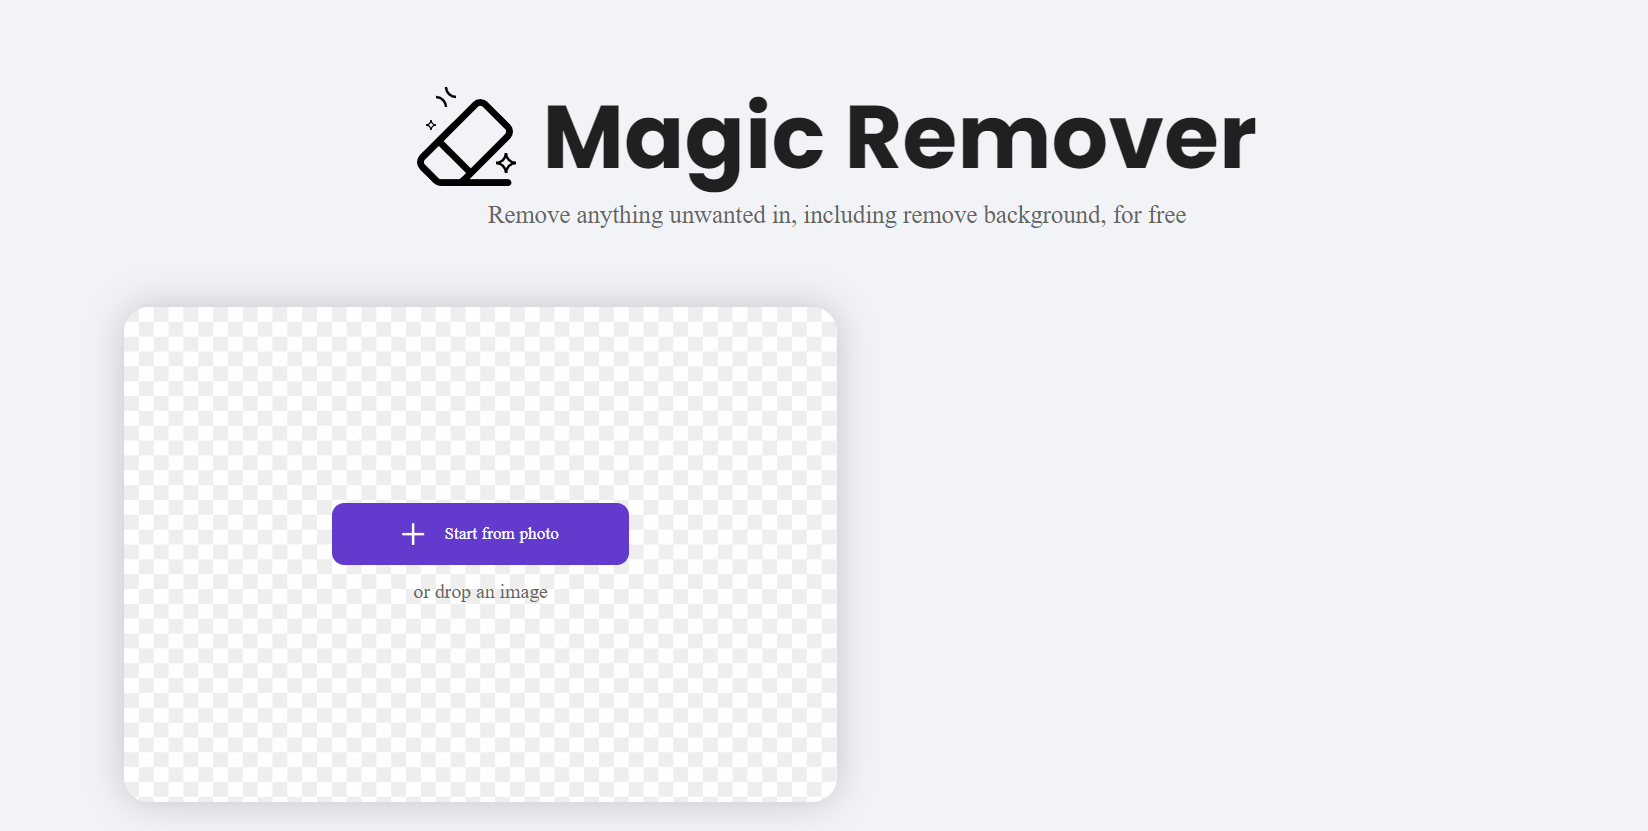 Magic Remover
Remove anything unwanted in, including remove background, for free
Start from photo
or drop an image